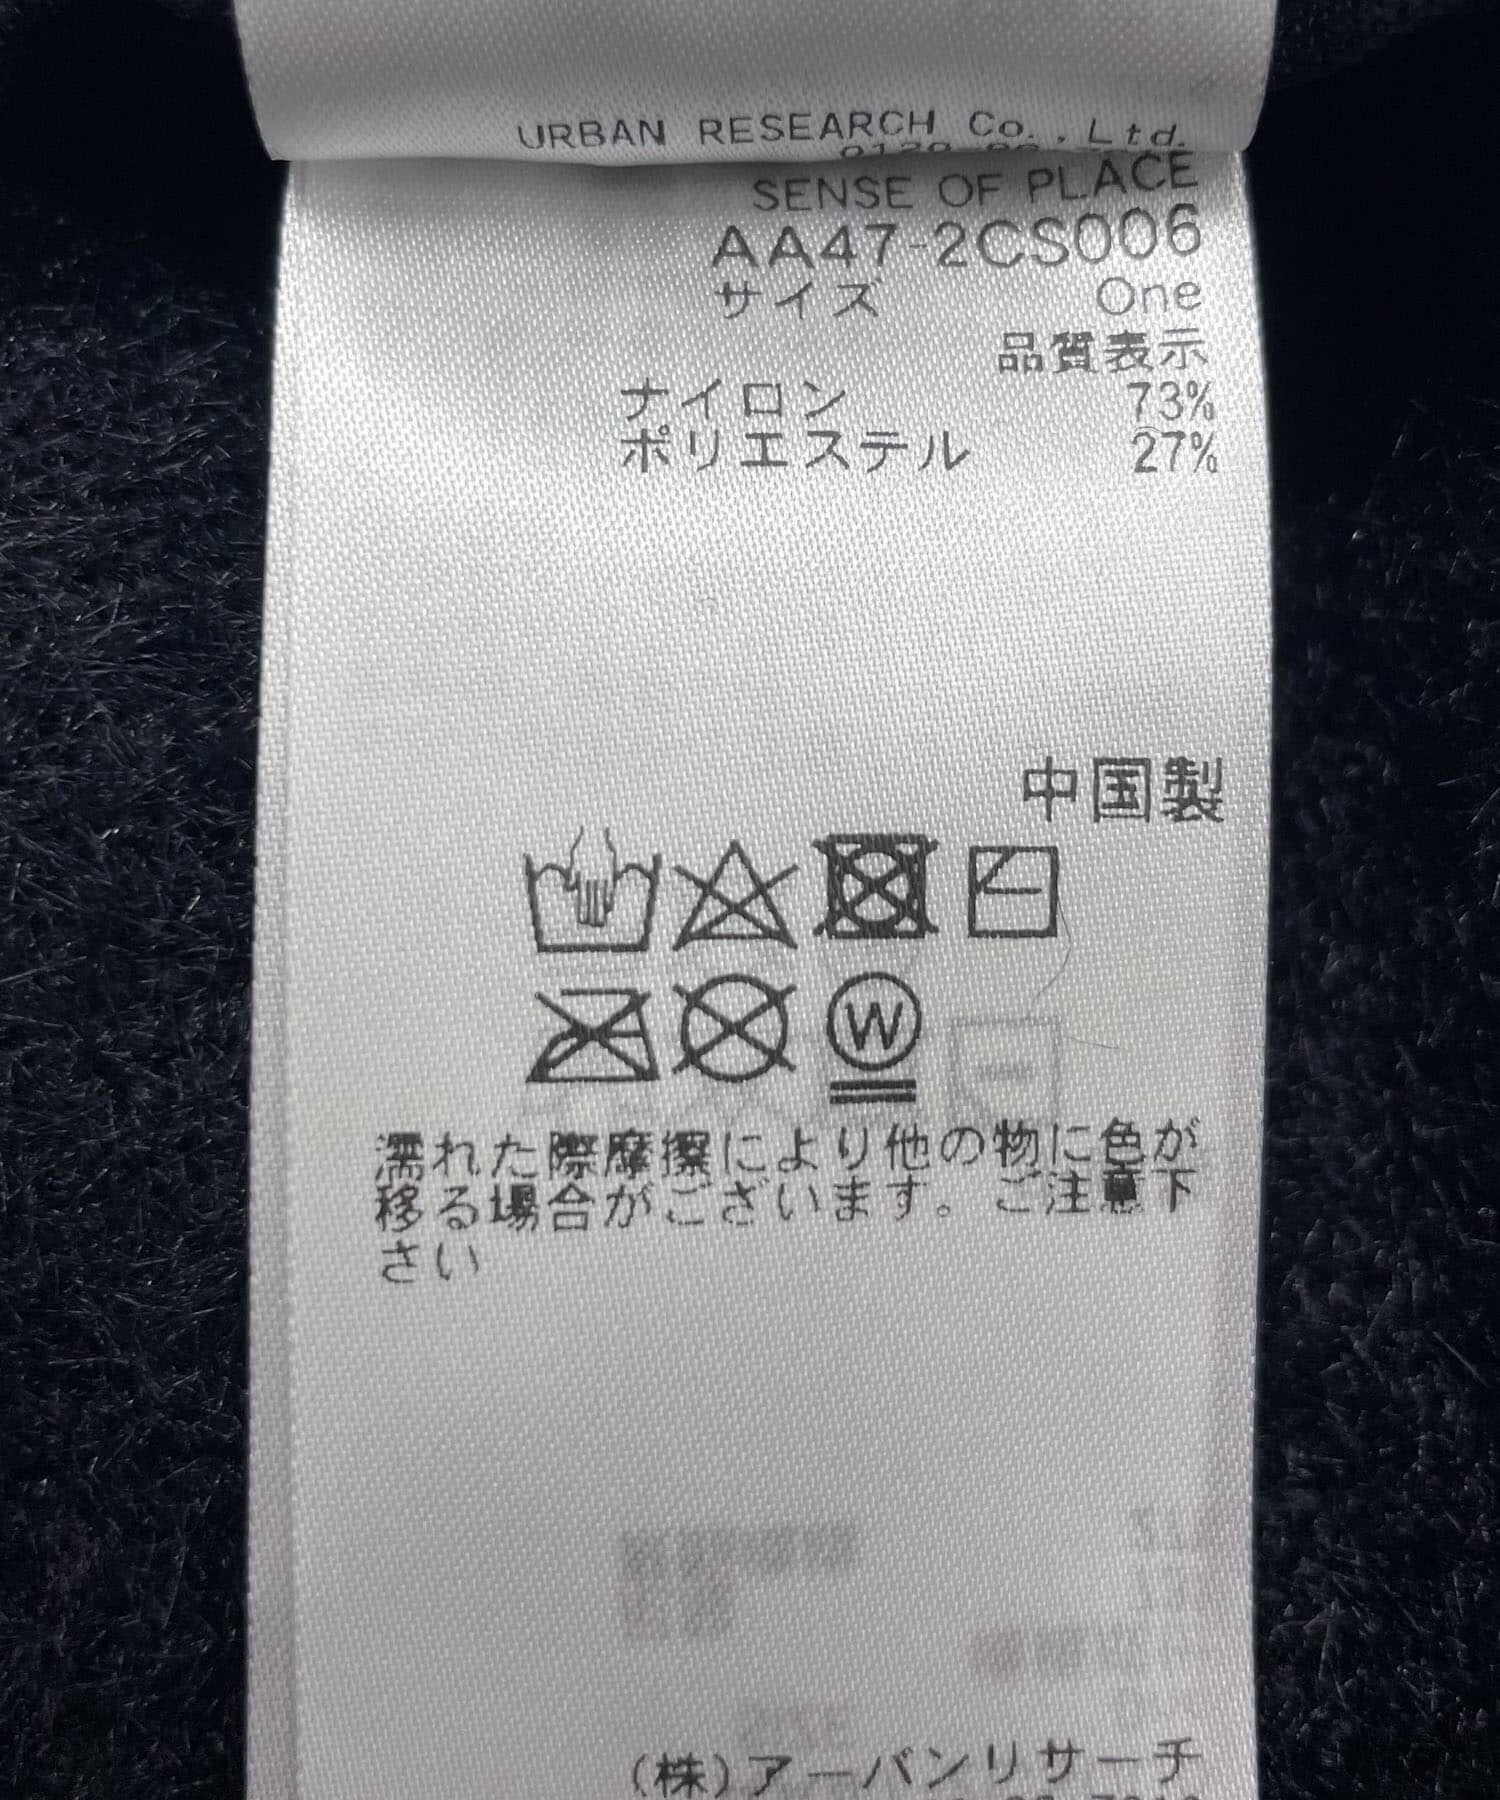 URBAN RESEARCH Co.,Ltd.
SENSE OF PLACE
AA47-2CS006
サイズ One
品質表示
ナイロン 73%
ポリエステル 27%
中国製
W
濡れた際摩擦により他の物に色が
移る場合がございます。ご注意下
さい
(株)アーバンリサーチ